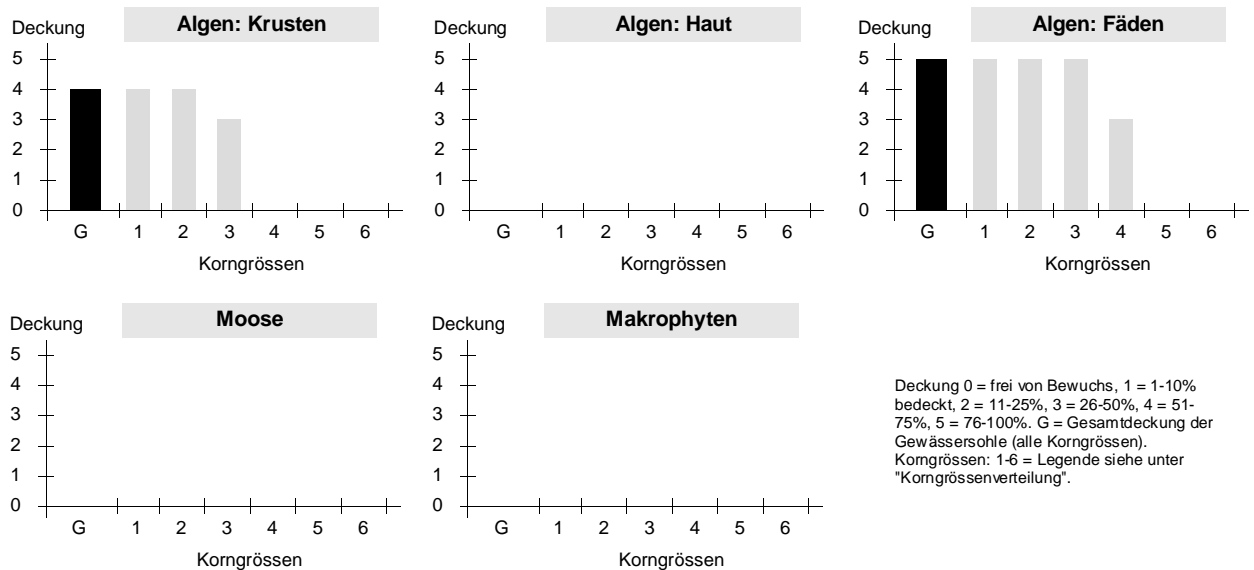 Deckung
Algen: Krusten
5
4
3
2
1
0
G 1 2 3 4 5 6
Korngrössen
Deckung
Algen: Haut
5
4
3
2
1
0
G 1 2 3 4 5 6
Korngrössen
Deckung
Algen: Fäden
5
4
3
2
1
0
G 1 2 3 4 5 6
Korngrössen
Deckung
Moose
5
4
3
2
1
0
G 1 2 3 4 5 6
Korngrössen
Deckung
Makrophyten
5
4
3
2
1
0
G 1 2 3 4 5 6
Korngrössen
Deckung 0 = frei von Bewuchs, 1 = 1-10%
bedeckt, 2 = 11-25%, 3 = 26-50%, 4 = 51-
75%, 5 = 76-100%. G = Gesamtdeckung der
Gewässersohle (alle Korngrössen).
Korngrössen: 1-6 = Legende siehe unter
"Korngrössenverteilung".